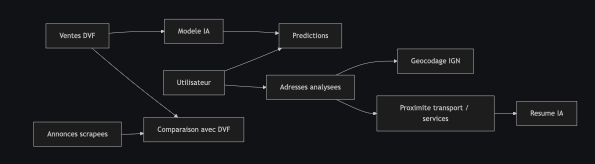 Ventes DVF
Modele IA
Predictions
Geocodage IGN
Utilisateur
Adresses analysees
Proximite transport /
services
Resume IA
Annonces scrapees
Comparaison avec DVF